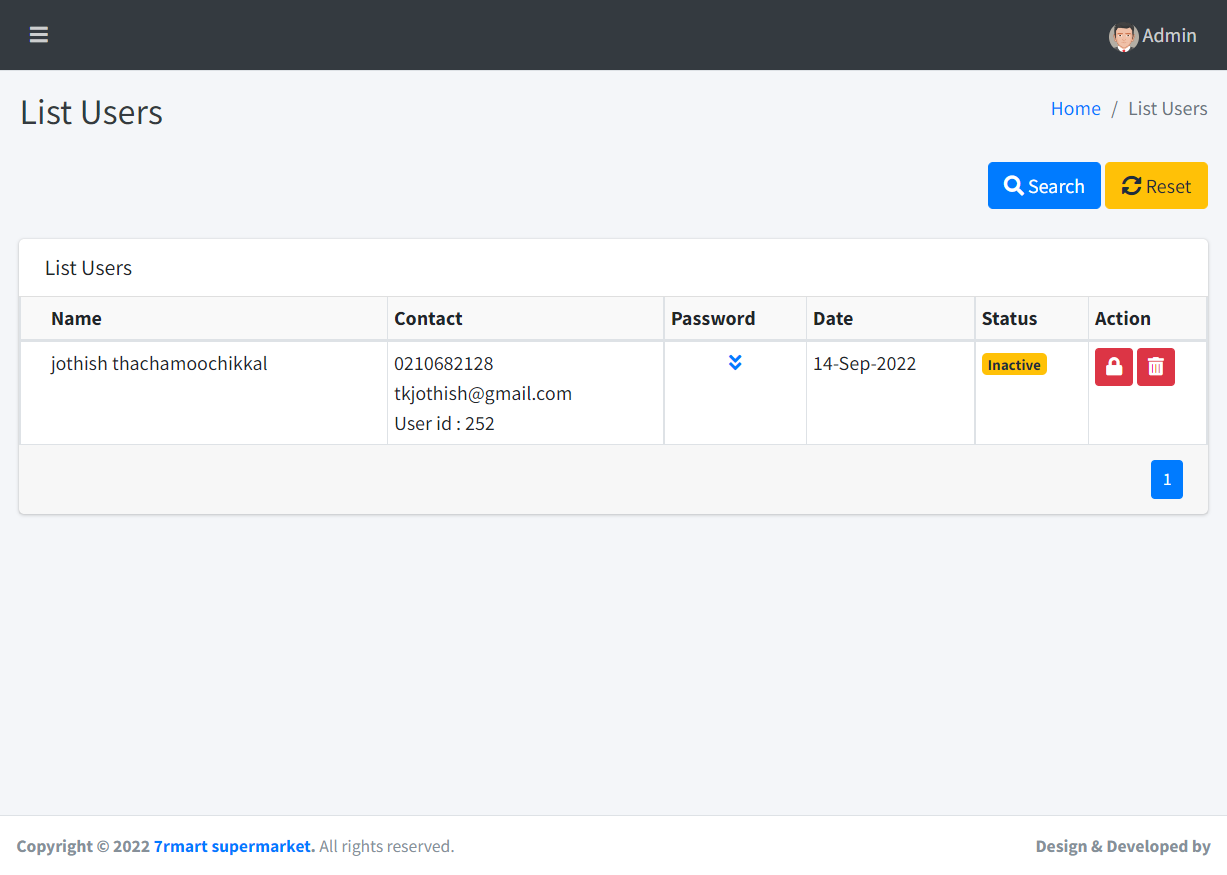 Admin
List Users
Home / List Users
Search Reset
List Users
Name Contact Password Date Status Action
jothish thachamoochikkal 0210682128 14-Sep-2022 Inactive
tkjothish@gmail.com
User id : 252
1
Copyright © 2022 7rmart supermarket. All rights reserved. Design & Developed by